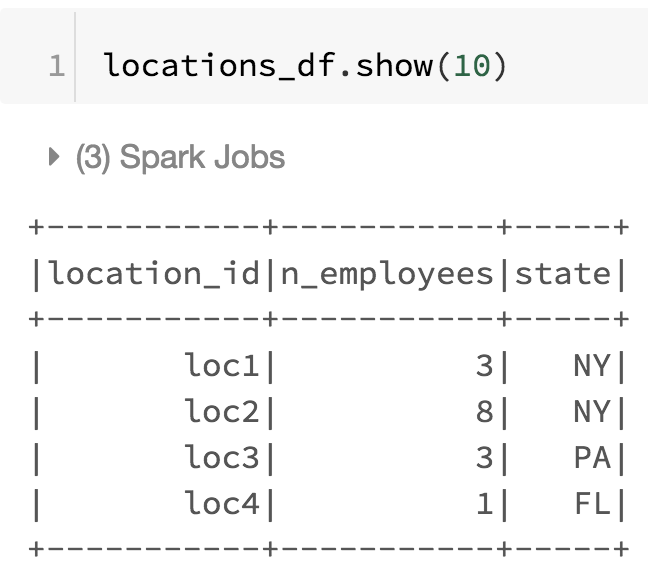 1 locations_df.show(10)
(3) Spark Jobs
+-----------+-----------+-----+
|location_id|n_employees|state|
+-----------+-----------+-----+
|       loc1|          3|   NY|
|       loc2|          8|   NY|
|       loc3|          3|   PA|
|       loc4|          1|   FL|
+-----------+-----------+-----+